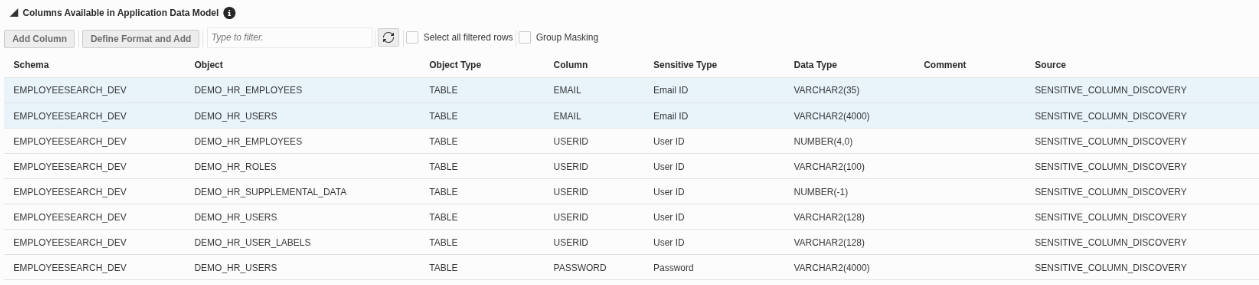 Columns Available in Application Data Model
Add Column Define Format and Add Type to filter. Select all filtered rows Group Masking
Schema Object Object Type Column Sensitive Type Data Type Comment Source
EMPLOYEESEARCH_DEV DEMO_HR_EMPLOYEES TABLE EMAIL Email ID VARCHAR2(35) SENSITIVE_COLUMN_DISCOVERY
EMPLOYEESEARCH_DEV DEMO_HR_USERS TABLE EMAIL Email ID VARCHAR2(4000) SENSITIVE_COLUMN_DISCOVERY
EMPLOYEESEARCH_DEV DEMO_HR_EMPLOYEES TABLE USERID User ID NUMBER(4,0) SENSITIVE_COLUMN_DISCOVERY
EMPLOYEESEARCH_DEV DEMO_HR_ROLES TABLE USERID User ID VARCHAR2(100) SENSITIVE_COLUMN_DISCOVERY
EMPLOYEESEARCH_DEV DEMO_HR_SUPPLEMENTAL_DATA TABLE USERID User ID NUMBER(-1) SENSITIVE_COLUMN_DISCOVERY
EMPLOYEESEARCH_DEV DEMO_HR_USERS TABLE USERID User ID VARCHAR2(128) SENSITIVE_COLUMN_DISCOVERY
EMPLOYEESEARCH_DEV DEMO_HR_USER_LABELS TABLE USERID User ID VARCHAR2(128) SENSITIVE_COLUMN_DISCOVERY
EMPLOYEESEARCH_DEV DEMO_HR_USERS TABLE PASSWORD Password VARCHAR2(4000) SENSITIVE_COLUMN_DISCOVERY